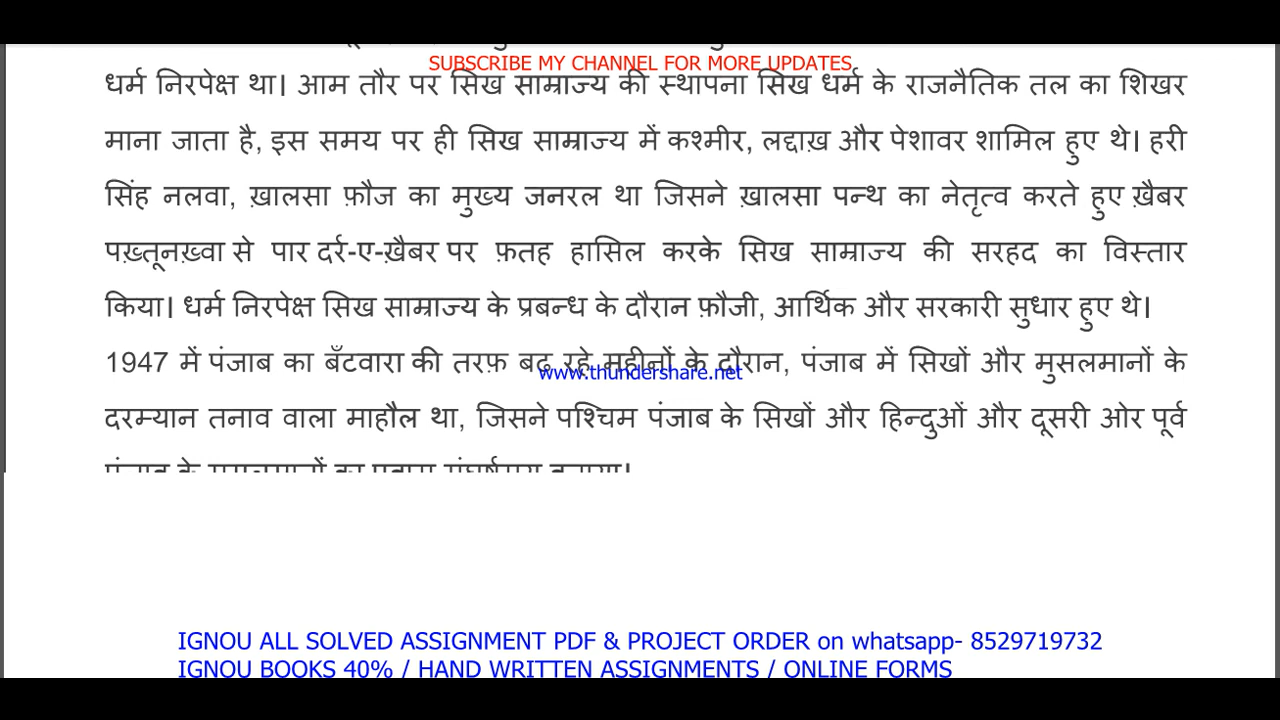 SUBSCRIBE MY CHANNEL FOR MORE UPDATES
धर्म निरपेक्ष था। आम तौर पर सिख साम्राज्य की स्थापना सिख धर्म के राजनैतिक तल का शिखर
माना जाता है, इस समय पर ही सिख साम्राज्य में कश्मीर, लद्दाख़ और पेशावर शामिल हुए थे। हरी
सिंह नलवा, ख़ालसा फ़ौज का मुख्य जनरल था जिसने ख़ालसा पन्थ का नेतृत्व करते हुए ख़ैबर
पख़्तूनख़्वा से पार दर्र-ए-ख़ैबर पर फ़तह हासिल करके सिख साम्राज्य की सरहद का विस्तार
किया। धर्म निरपेक्ष सिख साम्राज्य के प्रबन्ध के दौरान फ़ौजी, आर्थिक और सरकारी सुधार हुए थे।
1947 में पंजाब का बँटवारा की तरफ़ बढ़ रहे महीनों के दौरान, पंजाब में सिखों और मुसलमानों के
www.thundershare.net
दरम्यान तनाव वाला माहौल था, जिसने पश्चिम पंजाब के सिखों और हिन्दुओं और दूसरी ओर पूर्व
IGNOU ALL SOLVED ASSIGNMENT PDF & PROJECT ORDER on whatsapp- 8529719732
IGNOU BOOKS 40% / HAND WRITTEN ASSIGNMENTS / ONLINE FORMS